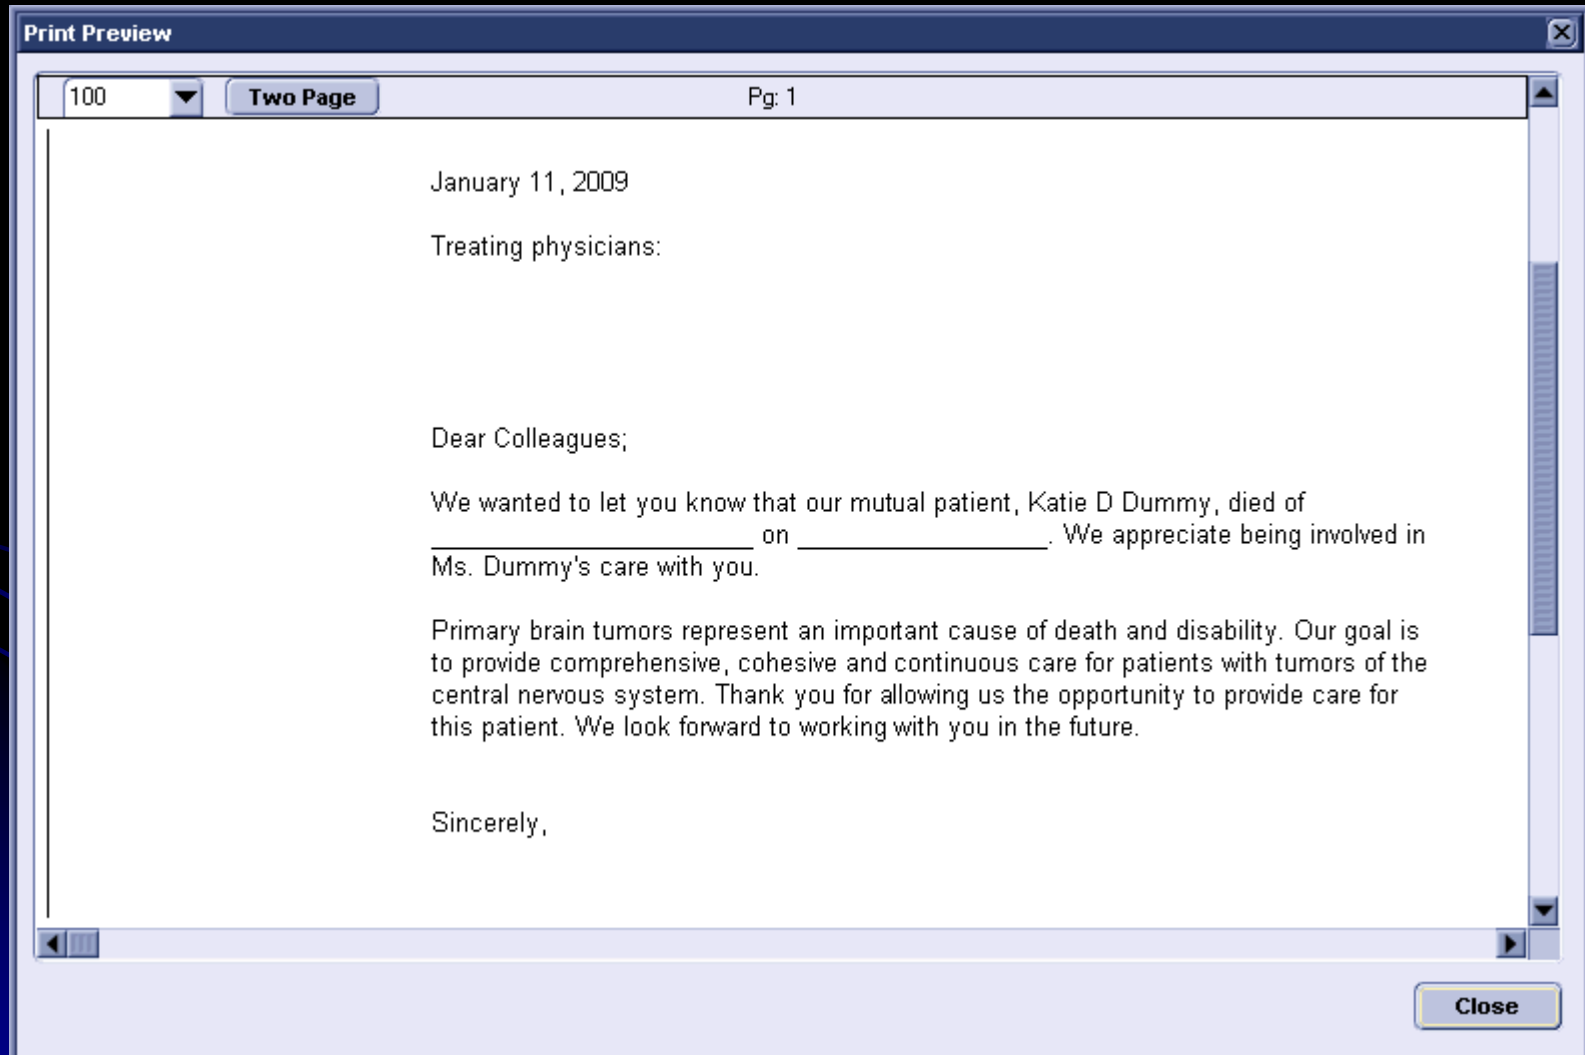 Print Preview
100 Two Page Pg: 1
January 11, 2009
Treating physicians:
Dear Colleagues;
We wanted to let you know that our mutual patient, Katie D Dummy, died of
__________________________ on ____________________. We appreciate being involved in
Ms. Dummy's care with you.
Primary brain tumors represent an important cause of death and disability. Our goal is
to provide comprehensive, cohesive and continuous care for patients with tumors of the
central nervous system. Thank you for allowing us the opportunity to provide care for
this patient. We look forward to working with you in the future.
Sincerely,
Close